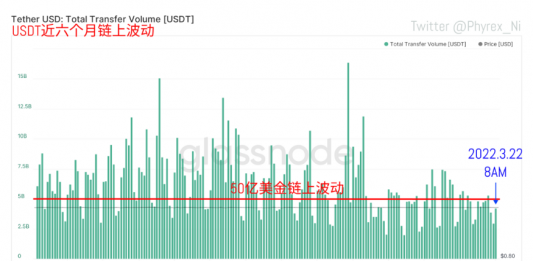 Tether USD: Total Transfer Volume [USDT]
Twitter @Phyrex_Ni
USDT近六个月链上波动
Total Transfer Volume [USDT]
Price [USD]
15B
12.5B
10B
7.5B
5B
2.5B
0
glassnode
50亿美金链上波动
2022.3.22
8AM
$0.80